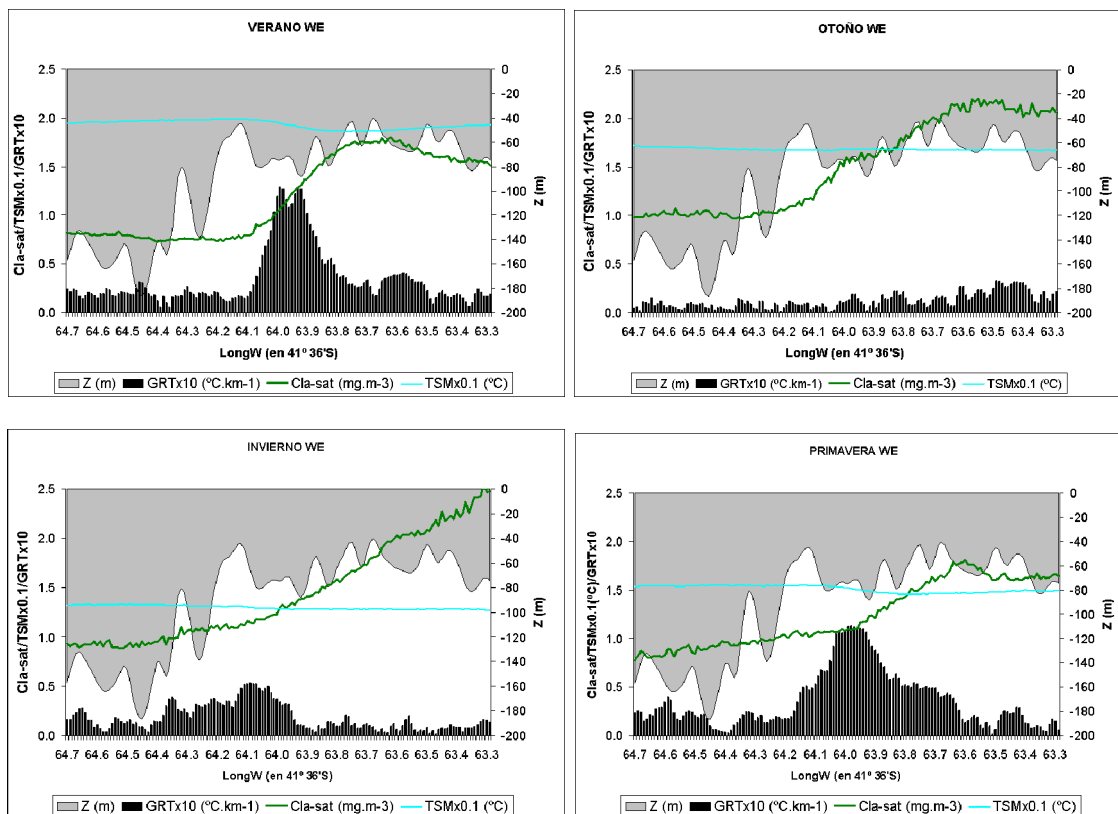 VERANO WE
2.5
2.0
1.5
1.0
0.5
0.0
Cla-sat/TSMx0.1/GRTx10
0
-20
-40
-60
-80
-100
-120
-140
-160
-180
-200
Z (m)
64.7 64.6 64.5 64.4 64.3 64.2 64.1 64.0 63.9 63.8 63.7 63.6 63.5 63.4 63.3
LongW (en 41º 36'S)
Z (m) GRTx10 (ºC.km-1) Cla-sat (mg.m-3) TSMx0.1 (ºC)
OTOÑO WE
2.5
2.0
1.5
1.0
0.5
0.0
Cla-sat/TSMx0.1/GRTx10
0
-20
-40
-60
-80
-100
-120
-140
-160
-180
-200
Z (m)
64.7 64.6 64.5 64.4 64.3 64.2 64.1 64.0 63.9 63.8 63.7 63.6 63.5 63.4 63.3
LongW (en 41º 36'S)
Z (m) GRTx10 (ºC.km-1) Cla-sat (mg.m-3) TSMx0.1 (ºC)
INVIERNO WE
2.5
2.0
1.5
1.0
0.5
0.0
Cla-sat/TSMx0.1/GRTx10
0
-20
-40
-60
-80
-100
-120
-140
-160
-180
-200
Z (m)
64.7 64.6 64.5 64.4 64.3 64.2 64.1 64.0 63.9 63.8 63.7 63.6 63.5 63.4 63.3
LongW (en 41º 36'S)
Z (m) GRTx10 (ºC.km-1) Cla-sat (mg.m-3) TSMx0.1 (ºC)
PRIMAVERA WE
2.5
2.0
1.5
1.0
0.5
0.0
Cla-sat/TSMx0.1(ºC)/GRTx10
0
-20
-40
-60
-80
-100
-120
-140
-160
-180
-200
Z (m)
64.7 64.6 64.5 64.4 64.3 64.2 64.1 64.0 63.9 63.8 63.7 63.6 63.5 63.4 63.3
LongW (en 41º 36'S)
Z (m) GRTx10 (ºC.km-1) Cla-sat (mg.m-3) TSMx0.1 (ºC)